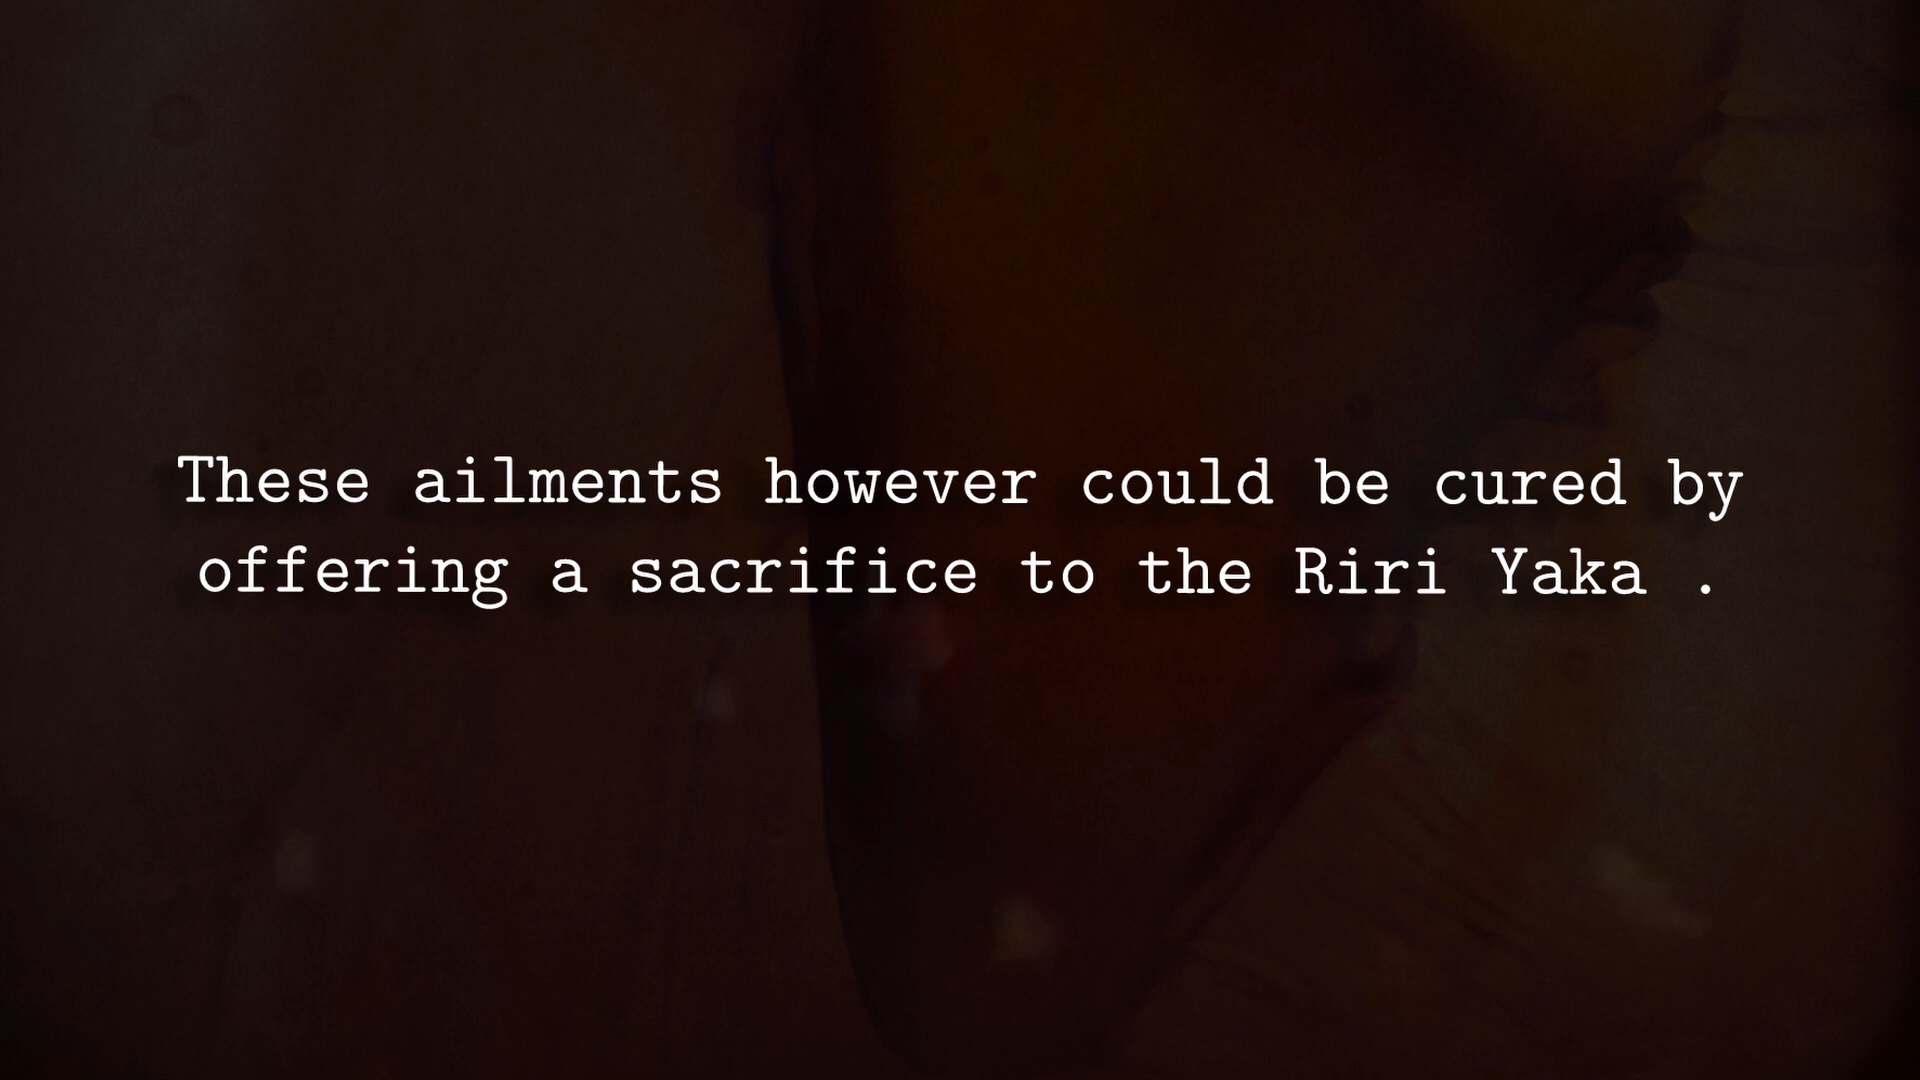 These ailments however could be cured by
offering a sacrifice to the Riri Yaka .